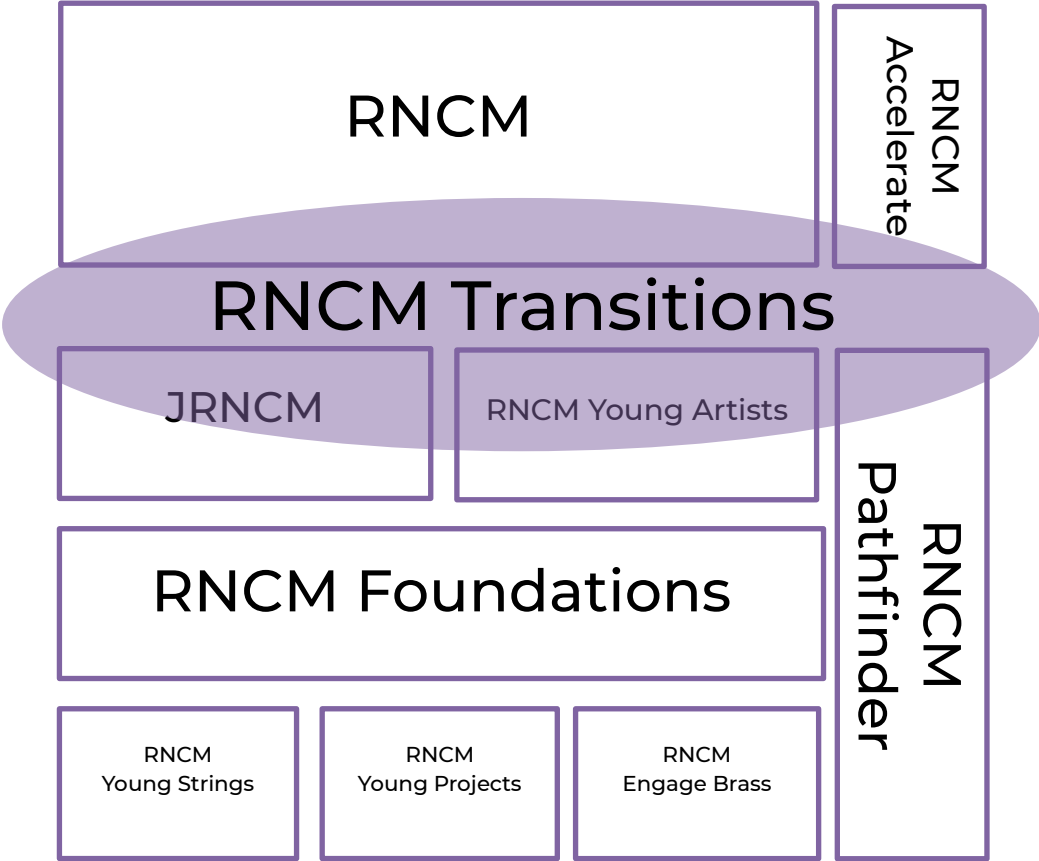 RNCM
RNCM
Accelerate
RNCM Transitions
JRNCM
RNCM Young Artists
RNCM
Pathfinder
RNCM Foundations
RNCM
Young Strings
RNCM
Young Projects
RNCM
Engage Brass